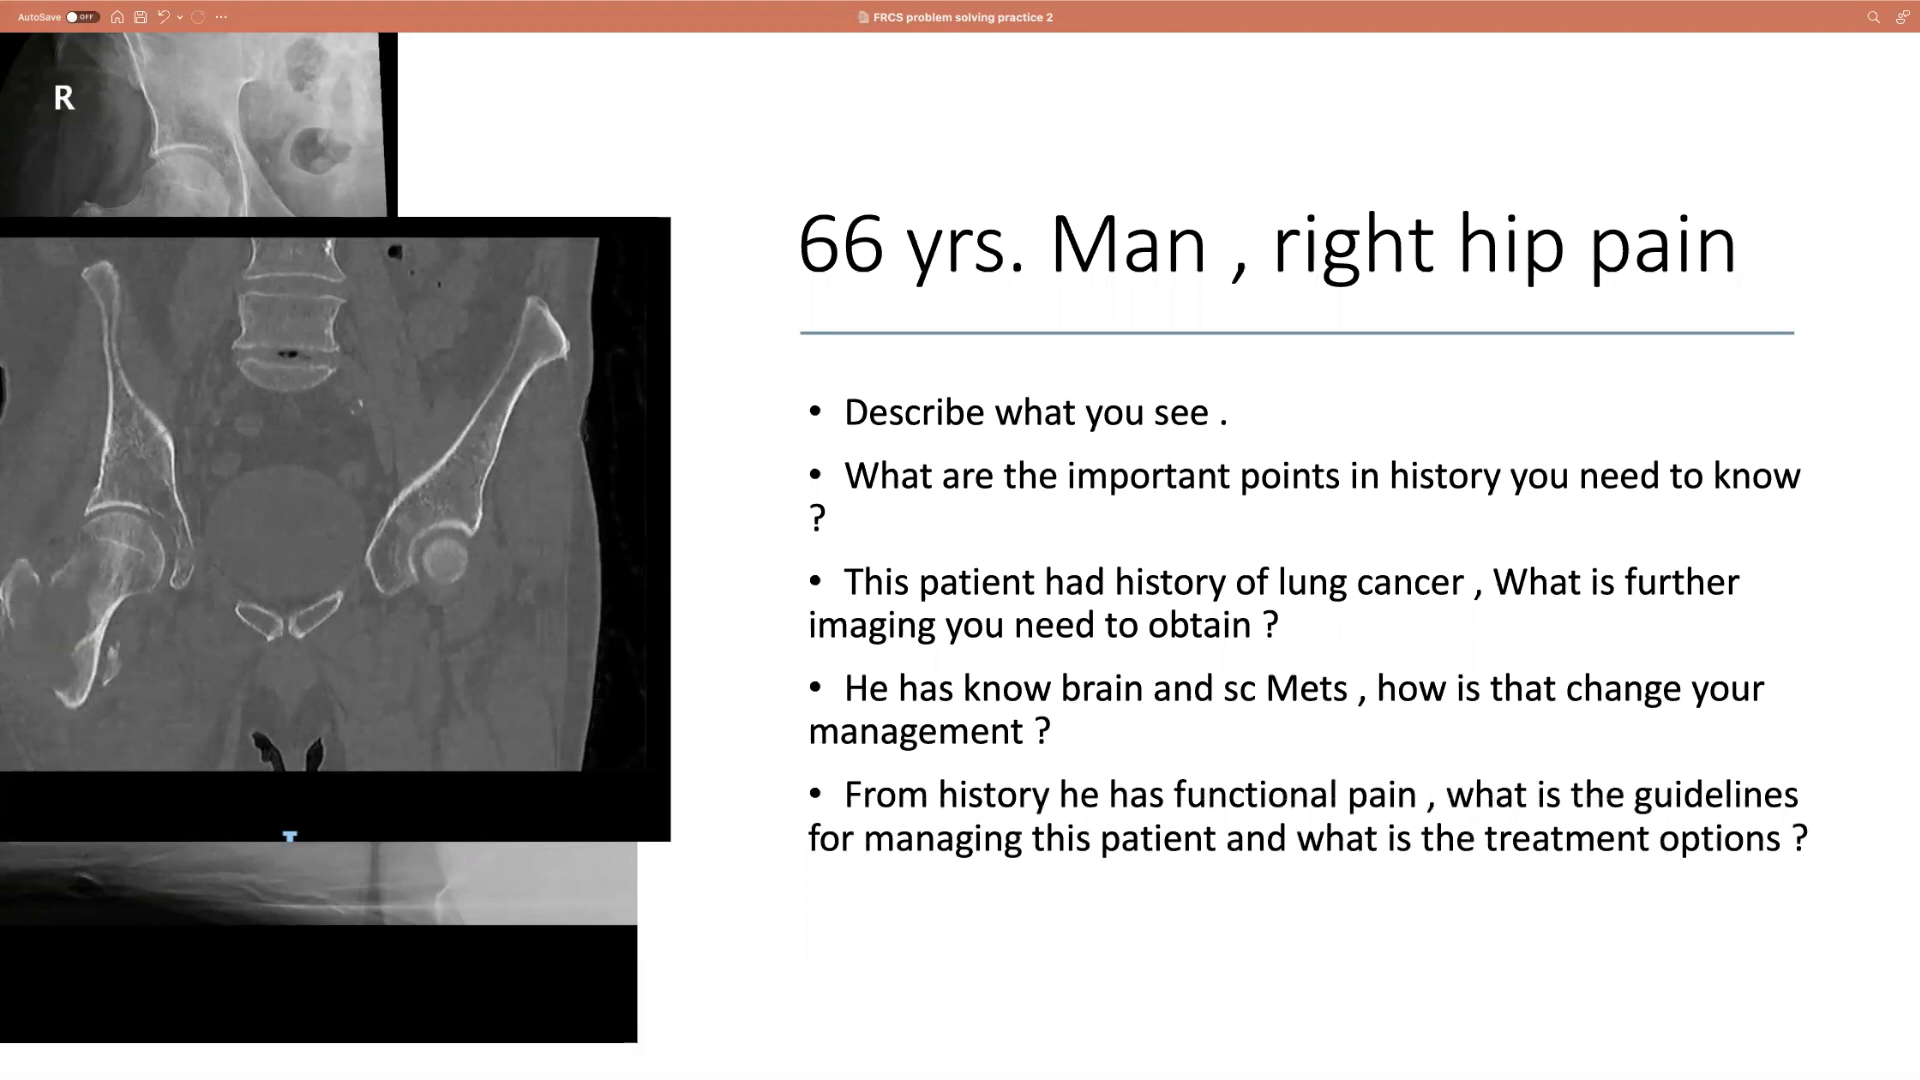 AutoSave OFF
FRCS problem solving practice 2
R
66 yrs. Man , right hip pain
• Describe what you see .
• What are the important points in history you need to know
?
• This patient had history of lung cancer , What is further
imaging you need to obtain ?
• He has know brain and sc Mets , how is that change your
management ?
• From history he has functional pain , what is the guidelines
for managing this patient and what is the treatment options ?